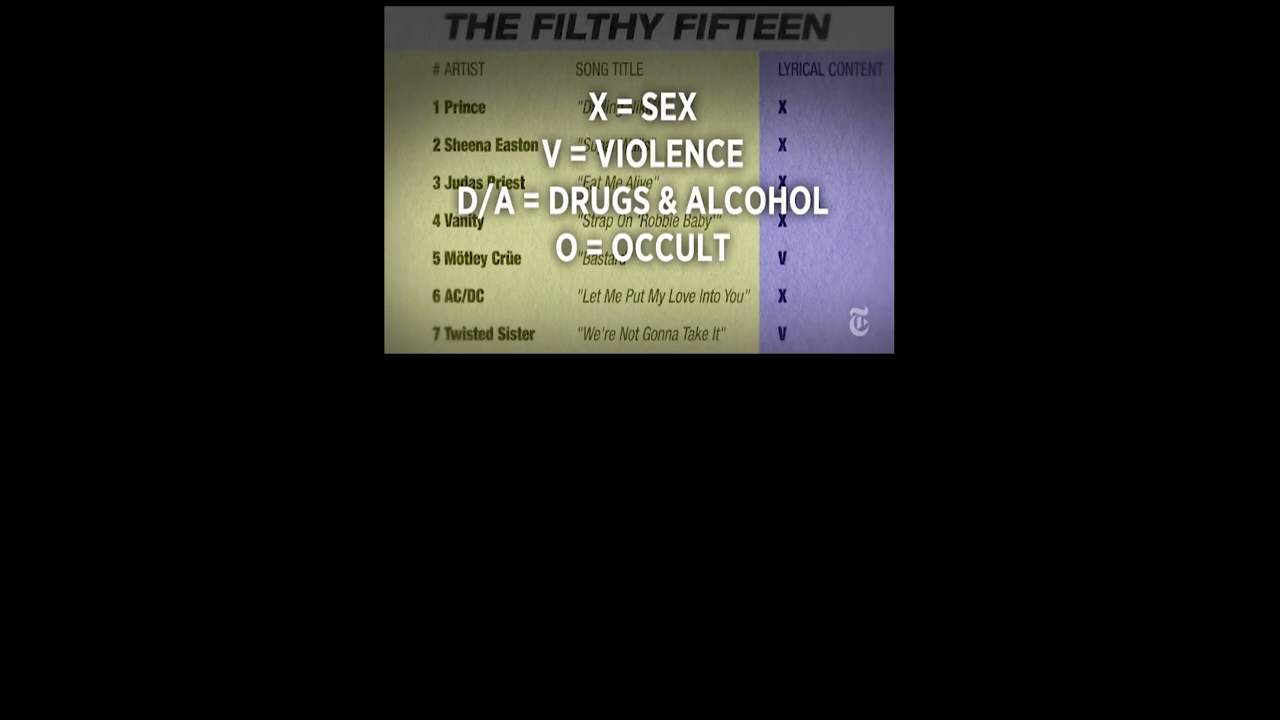 THE FILTHY FIFTEEN
# ARTIST SONG TITLE LYRICAL CONTENT
1 Prince X
X = SEX
2 Sheena Easton X
V = VIOLENCE
3 Judas Priest "Eat Me Alive" X
D/A = DRUGS & ALCOHOL
4 Vanity "Strap On 'Robbie Baby'" X
O = OCCULT
5 Mötley Crüe "Bastard" V
6 AC/DC "Let Me Put My Love Into You" X
7 Twisted Sister "We're Not Gonna Take It" V